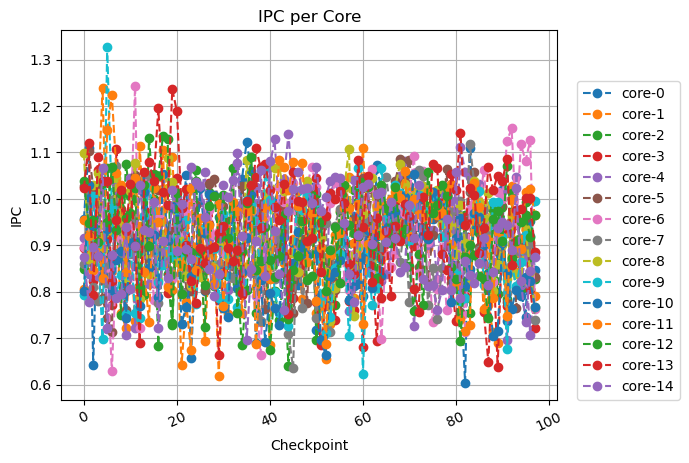 IPC per Core
IPC
1.3
1.2
1.1
1.0
0.9
0.8
0.7
0.6
0
20
40
60
80
100
Checkpoint
core-0
core-1
core-2
core-3
core-4
core-5
core-6
core-7
core-8
core-9
core-10
core-11
core-12
core-13
core-14